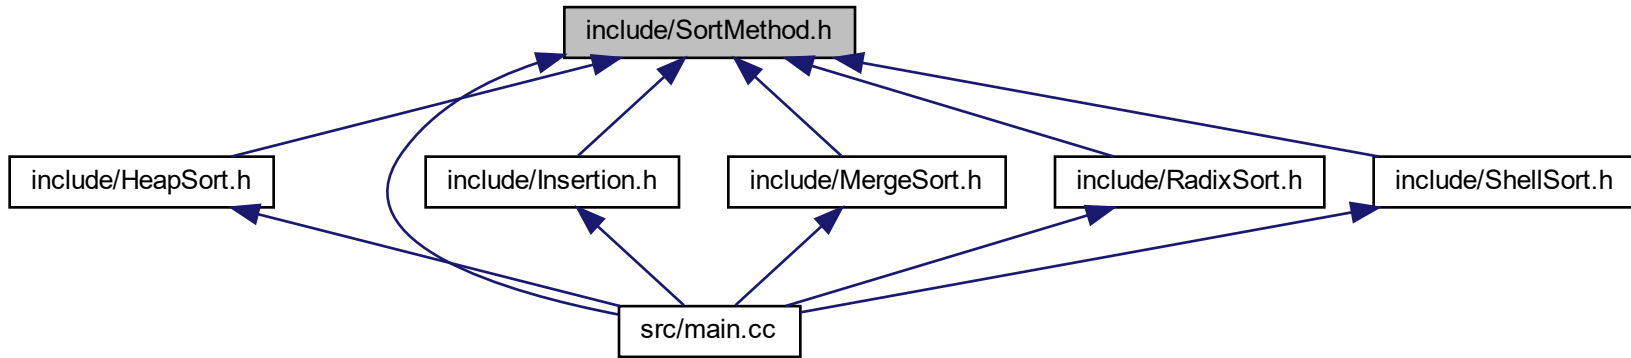 include/SortMethod.h
include/HeapSort.h
include/Insertion.h
include/MergeSort.h
include/RadixSort.h
include/ShellSort.h
src/main.cc